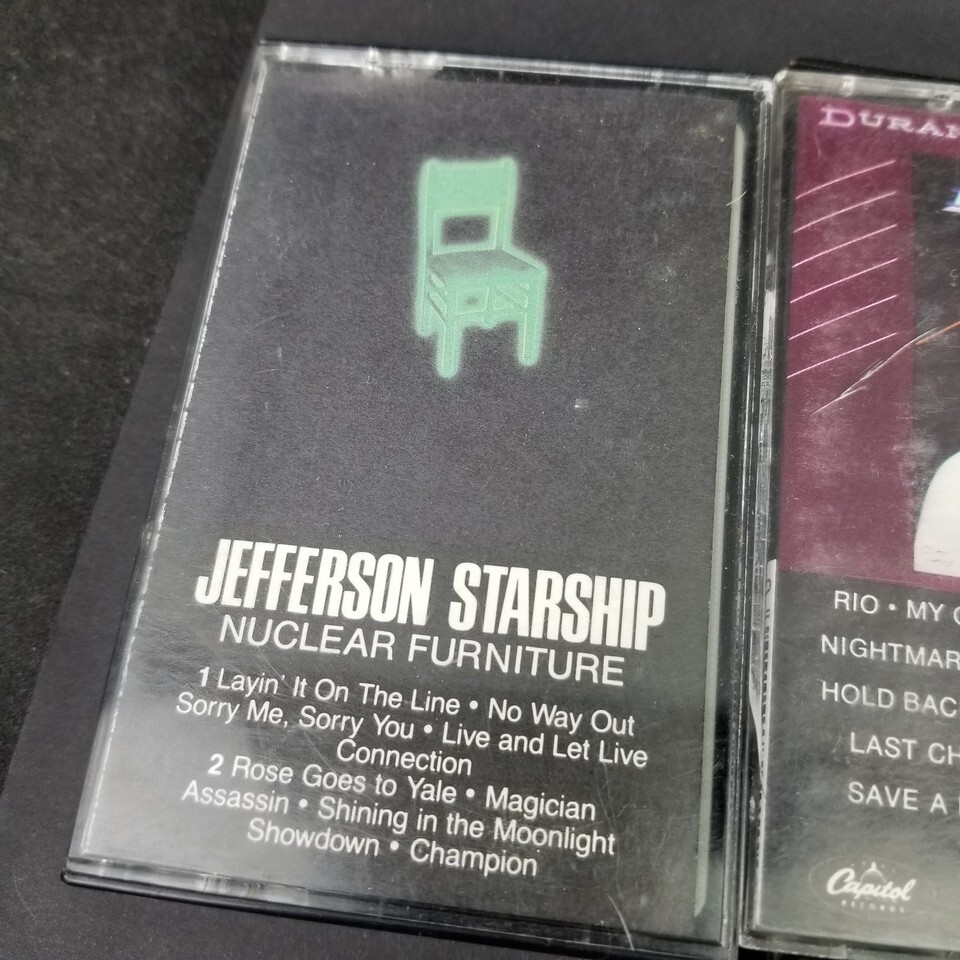 JEFFERSON STARSHIP
NUCLEAR FURNITURE
1 Layin' It On The Line • No Way Out
Sorry Me, Sorry You • Live and Let Live
Connection
2 Rose Goes to Yale • Magician
Assassin • Shining in the Moonlight
Showdown • Champion
DURAN
RIO • MY
NIGHTMAR
HOLD BAC
LAST CH
SAVE A
Capitol
RECORDS